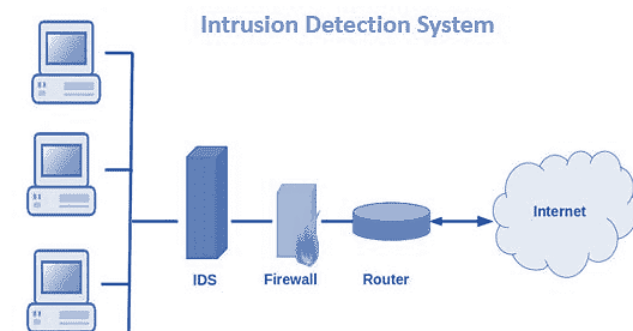 Intrusion Detection System
Internet
IDS
Firewall
Router